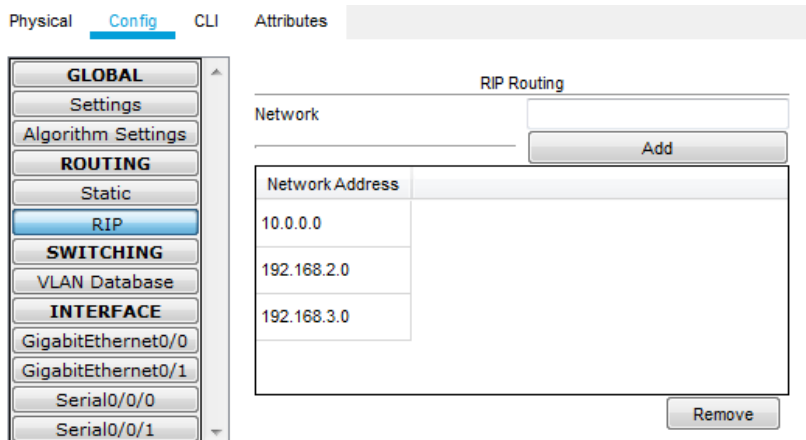 Physical Config CLI Attributes
GLOBAL
Settings
Algorithm Settings
ROUTING
Static
RIP
SWITCHING
VLAN Database
INTERFACE
GigabitEthernet0/0
GigabitEthernet0/1
Serial0/0/0
Serial0/0/1
RIP Routing
Network
Add
Network Address
10.0.0.0
192.168.2.0
192.168.3.0
Remove